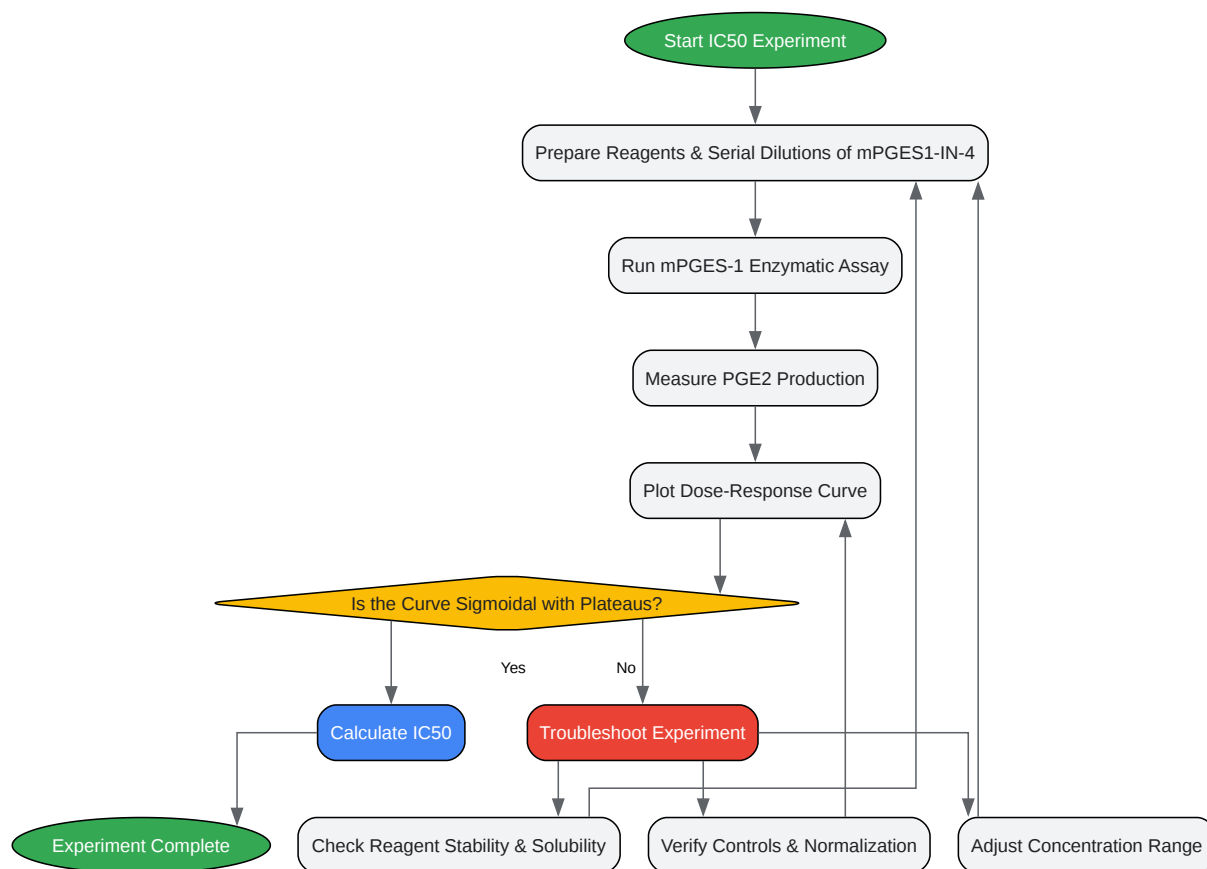 Start IC50 Experiment
Prepare Reagents & Serial Dilutions of mPGES1-IN-4
Run mPGES-1 Enzymatic Assay
Measure PGE2 Production
Plot Dose-Response Curve
Is the Curve Sigmoidal with Plateaus?
Yes
No
Calculate IC50
Troubleshoot Experiment
Experiment Complete
Check Reagent Stability & Solubility
Verify Controls & Normalization
Adjust Concentration Range